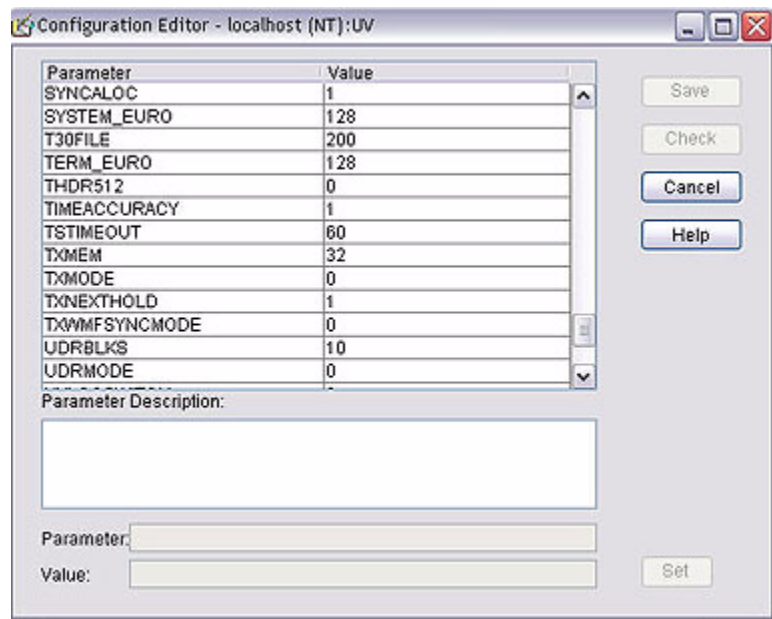 Configuration Editor - localhost (NT):UV
Parameter Value
SYNCALOC 1
SYSTEM_EURO 128
T30FILE 200
TERM_EURO 128
THDR512 0
TIMEACCURACY 1
TSTIMEOUT 60
TXMEM 32
TXMODE 0
TXNEXTHOLD 1
TXWMFSYNCMODE 0
UDRBLKS 10
UDRMODE 0
Save
Check
Cancel
Help
Parameter Description:
Parameter:
Value:
Set